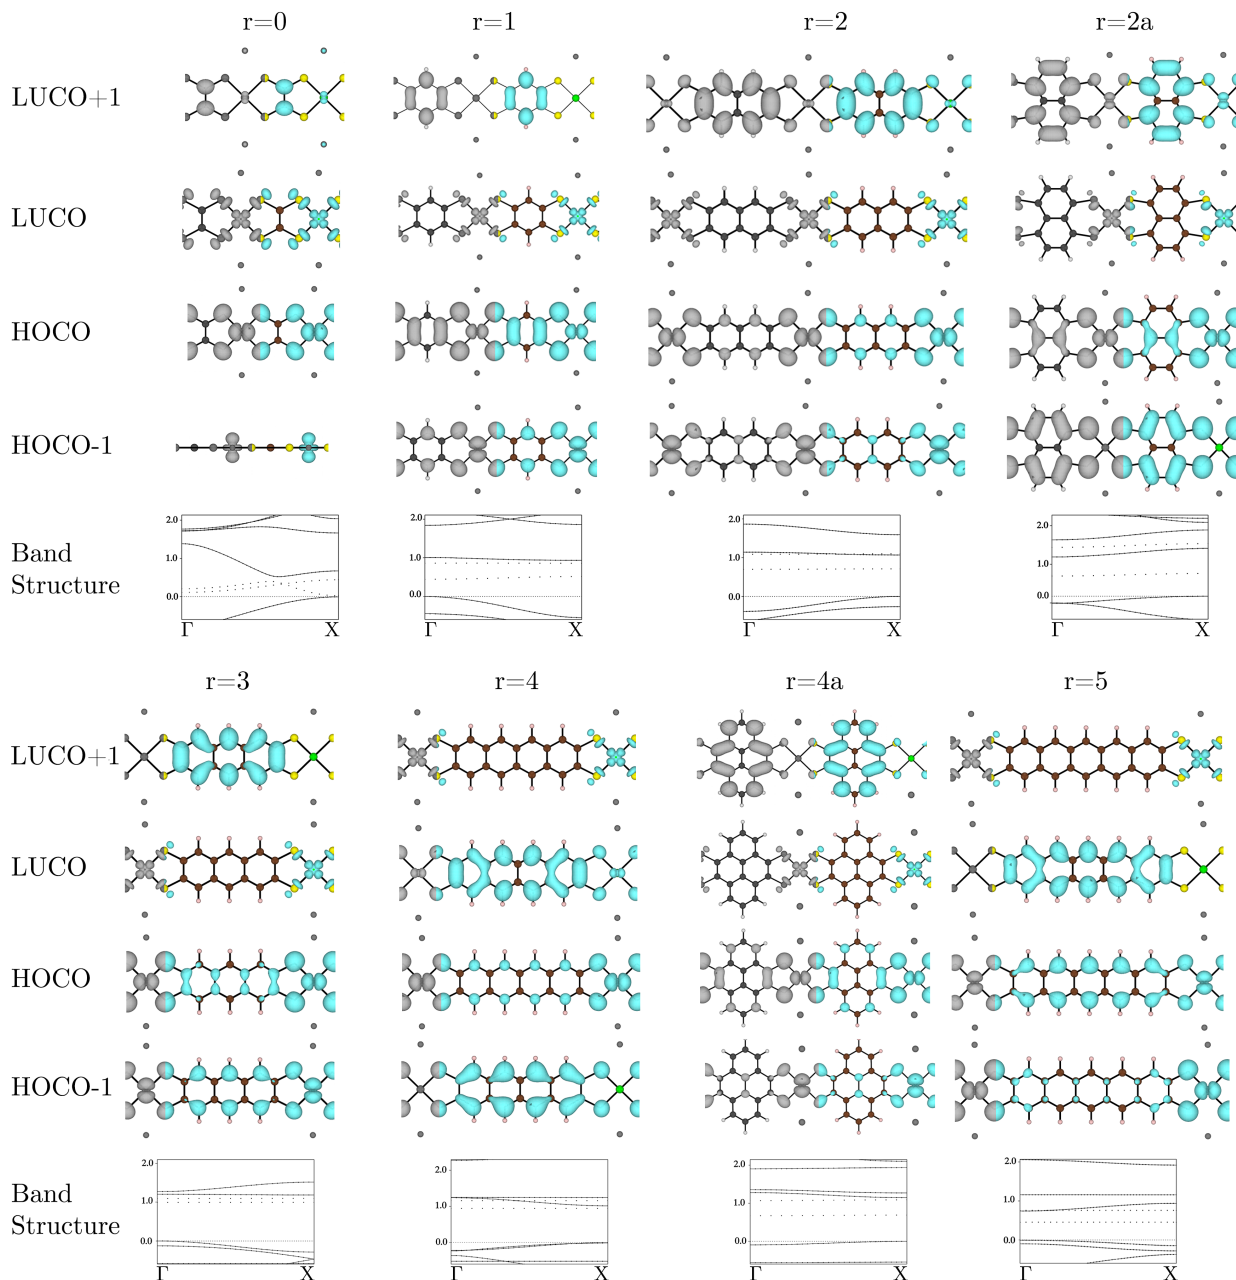 r=0 r=1 r=2 r=2a
LUCO+1
LUCO
HOCO
HOCO-1
Band
Structure
2.0 2.0 2.0 2.0
1.0 1.0 1.0 1.0
0.0 0.0 0.0 0.0
Γ X Γ X Γ X Γ X
r=3 r=4 r=4a r=5
LUCO+1
LUCO
HOCO
HOCO-1
Band
Structure
2.0 2.0 2.0 2.0
1.0 1.0 1.0 1.0
0.0 0.0 0.0 0.0
Γ X Γ X Γ X Γ X